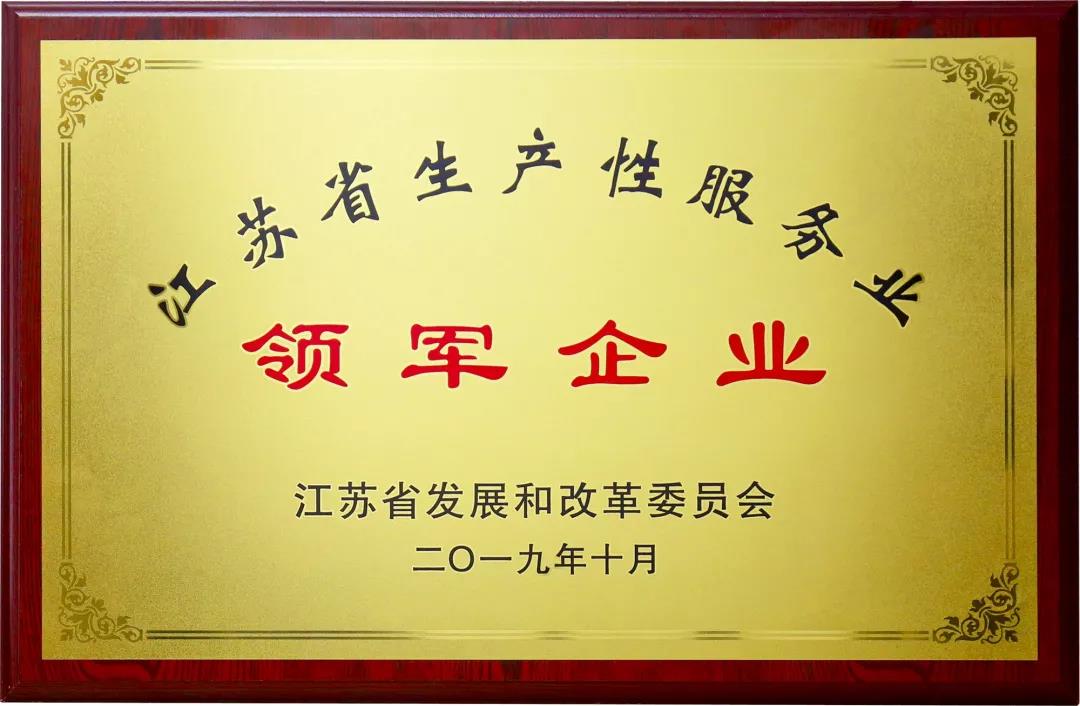 江苏省生产性服务业
领军企业
江苏省发展和改革委员会
二〇一九年十月